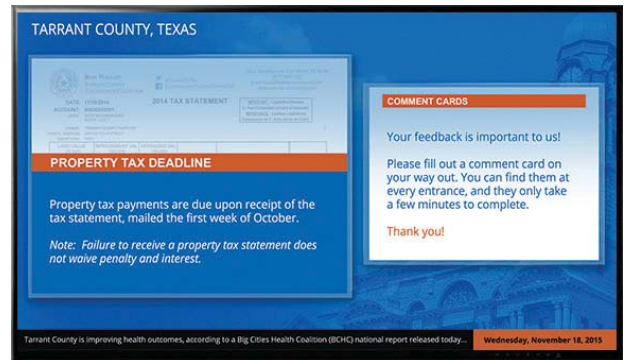 TARRANT COUNTY, TEXAS
2014 TAX STATEMENT
PROPERTY TAX DEADLINE
Property tax payments are due upon receipt of the
tax statement, mailed the first week of October.
Note: Failure to receive a property tax statement does
not waive penalty and interest.
COMMENT CARDS
Your feedback is important to us!
Please fill out a comment card on
your way out. You can find them at
every entrance, and they only take
a few minutes to complete.
Thank you!
Tarrant County is improving health outcomes, according to a Big Cities Health Coalition (BCHC) national report released today...
Wednesday, November 18, 2015